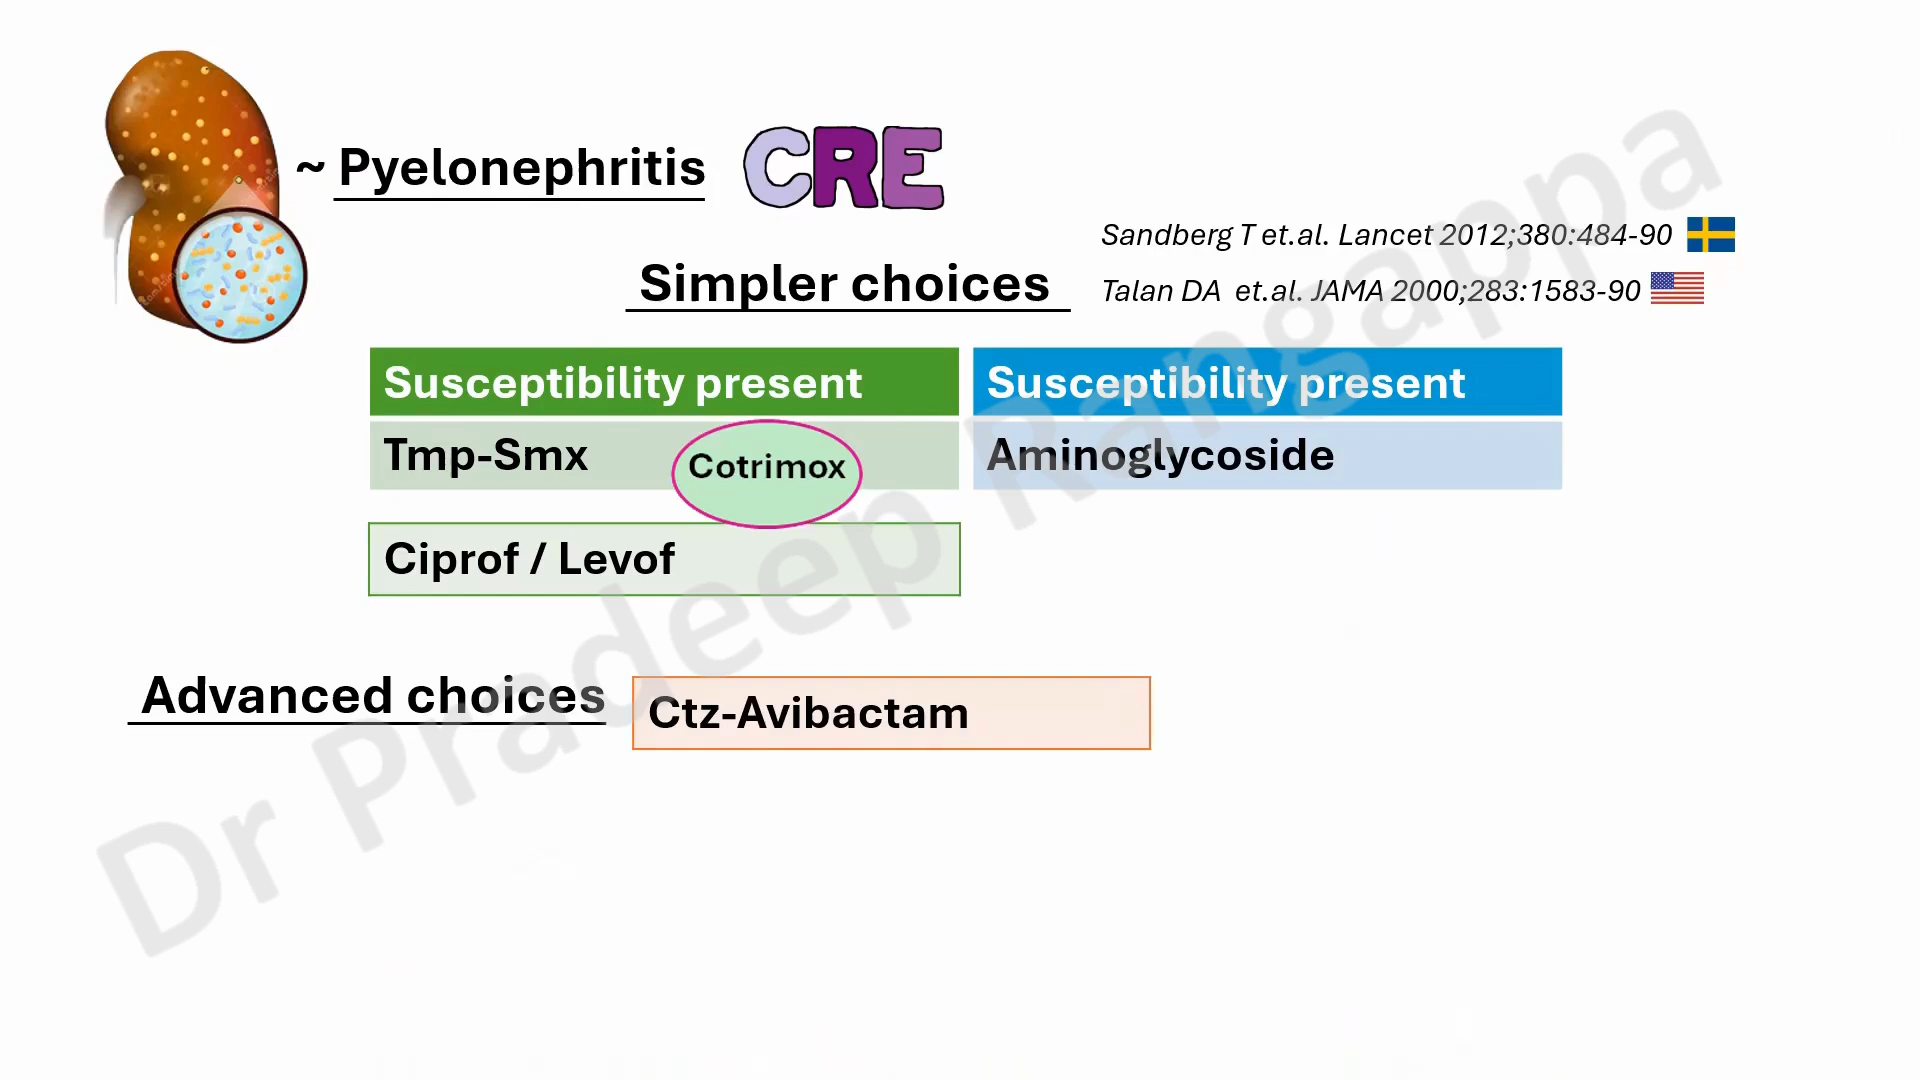 ~ Pyelonephritis CRE
Sandberg T et.al. Lancet 2012;380:484-90
Simpler choices
Talan DA et.al. JAMA 2000;283:1583-90
Susceptibility present
Susceptibility present
Tmp-Smx
Cotrimox
Aminoglycoside
Ciprof / Levof
Advanced choices
Ctz-Avibactam
Dr Pradeep Rangappa